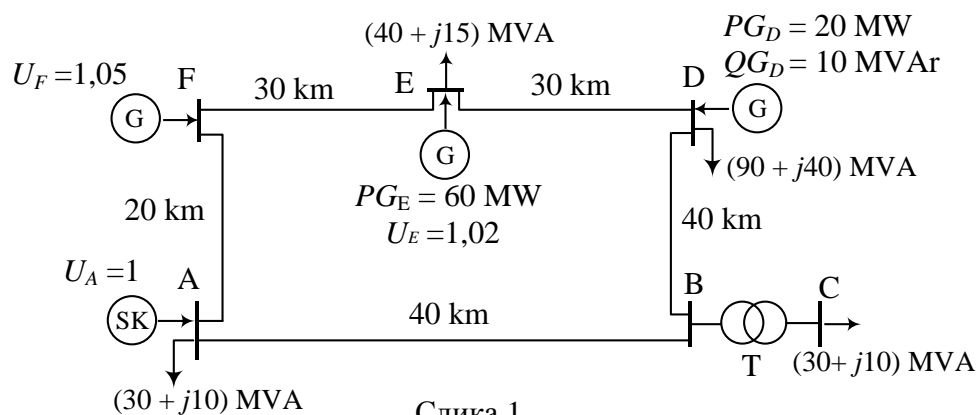 PG_D = 20 MW
(40 + j15) MVA
QG_D = 10 MVAr
U_F =1,05
F
30 km
E
30 km
D
G
G
G
(90 + j40) MVA
PG_E = 60 MW
20 km
U_E =1,02
40 km
U_A =1
A
B
C
SK
40 km
T
(30+ j10) MVA
(30 + j10) MVA
Слика 1